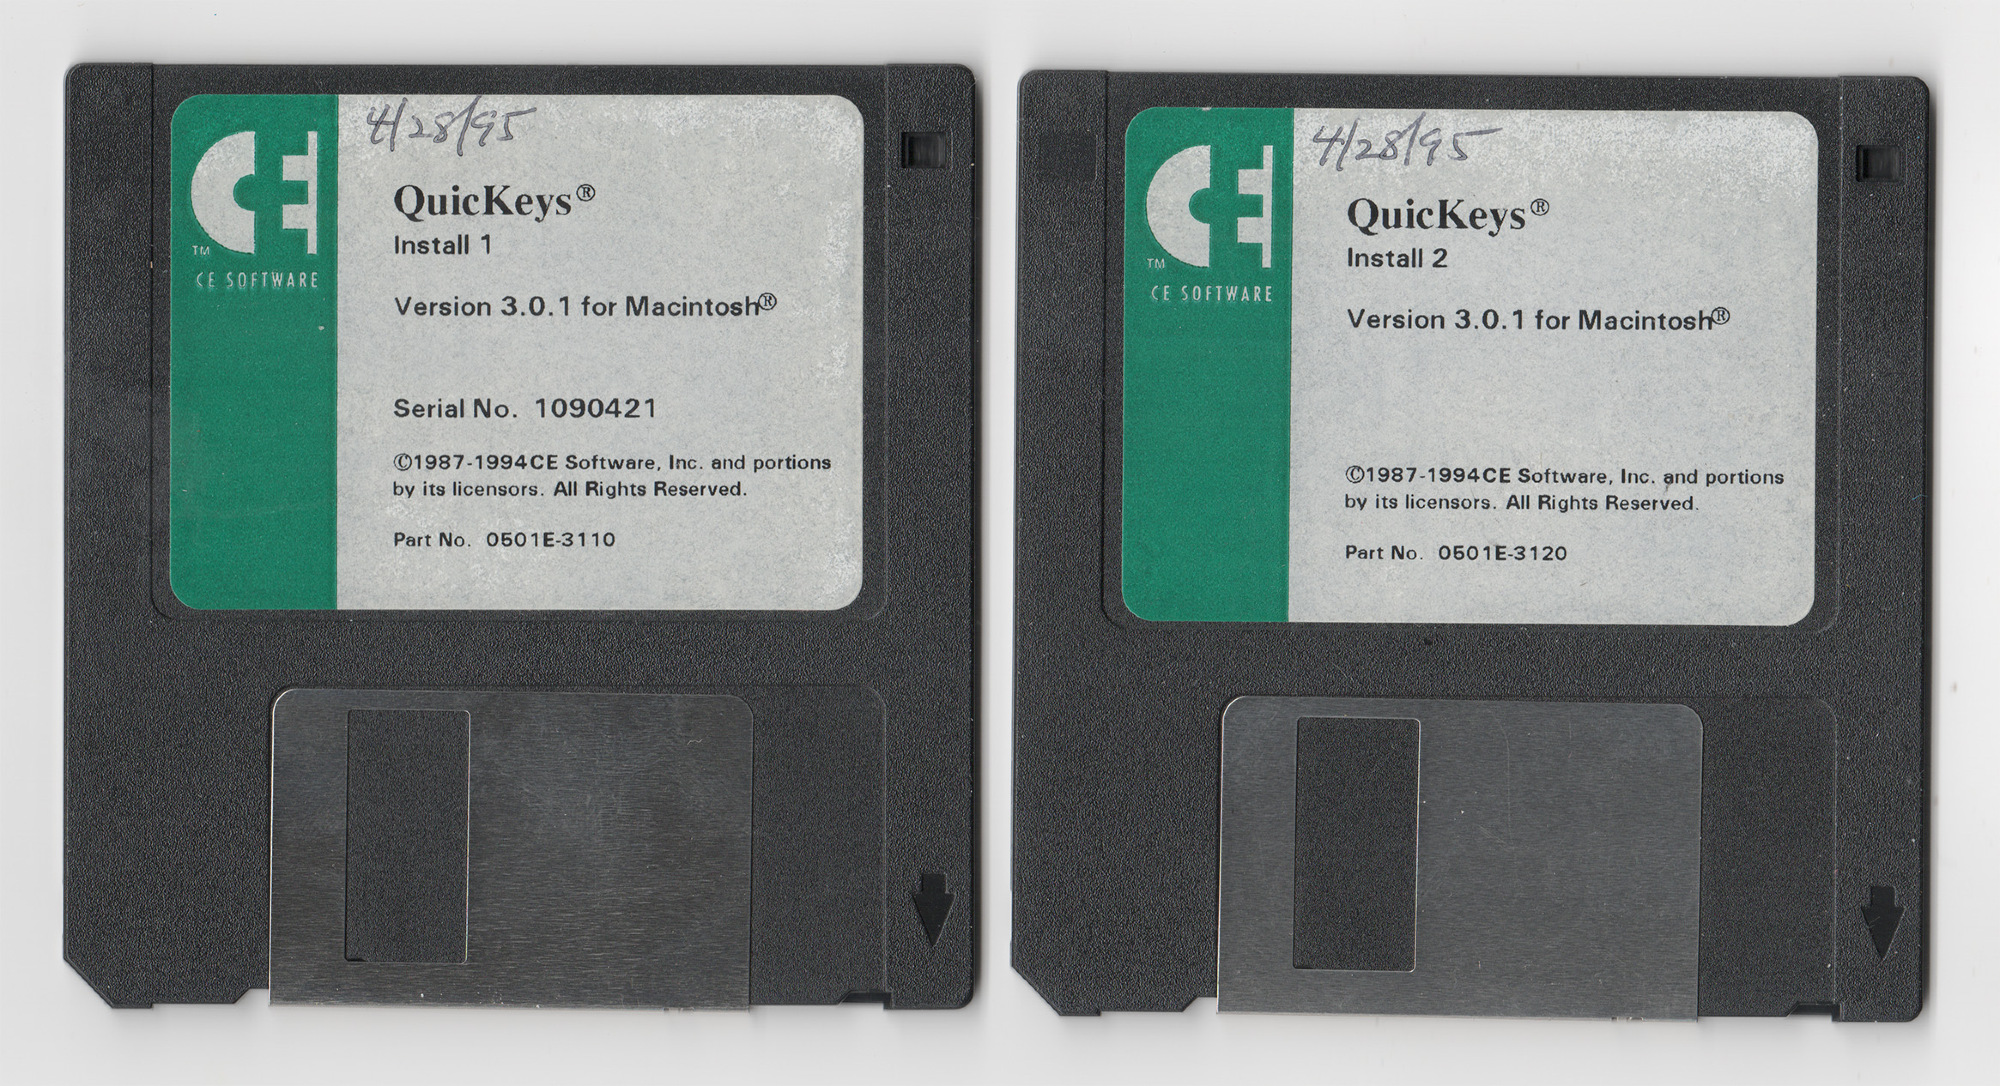 4/28/95
QuicKeys®
Install 1
Version 3.0.1 for Macintosh®
Serial No. 1090421
©1987-1994CE Software, Inc. and portions
by its licensors. All Rights Reserved.
Part No. 0501E-3110
CE
TM
CE SOFTWARE
4/28/95
QuicKeys®
Install 2
Version 3.0.1 for Macintosh®
©1987-1994CE Software, Inc. and portions
by its licensors. All Rights Reserved.
Part No. 0501E-3120
CE
TM
CE SOFTWARE